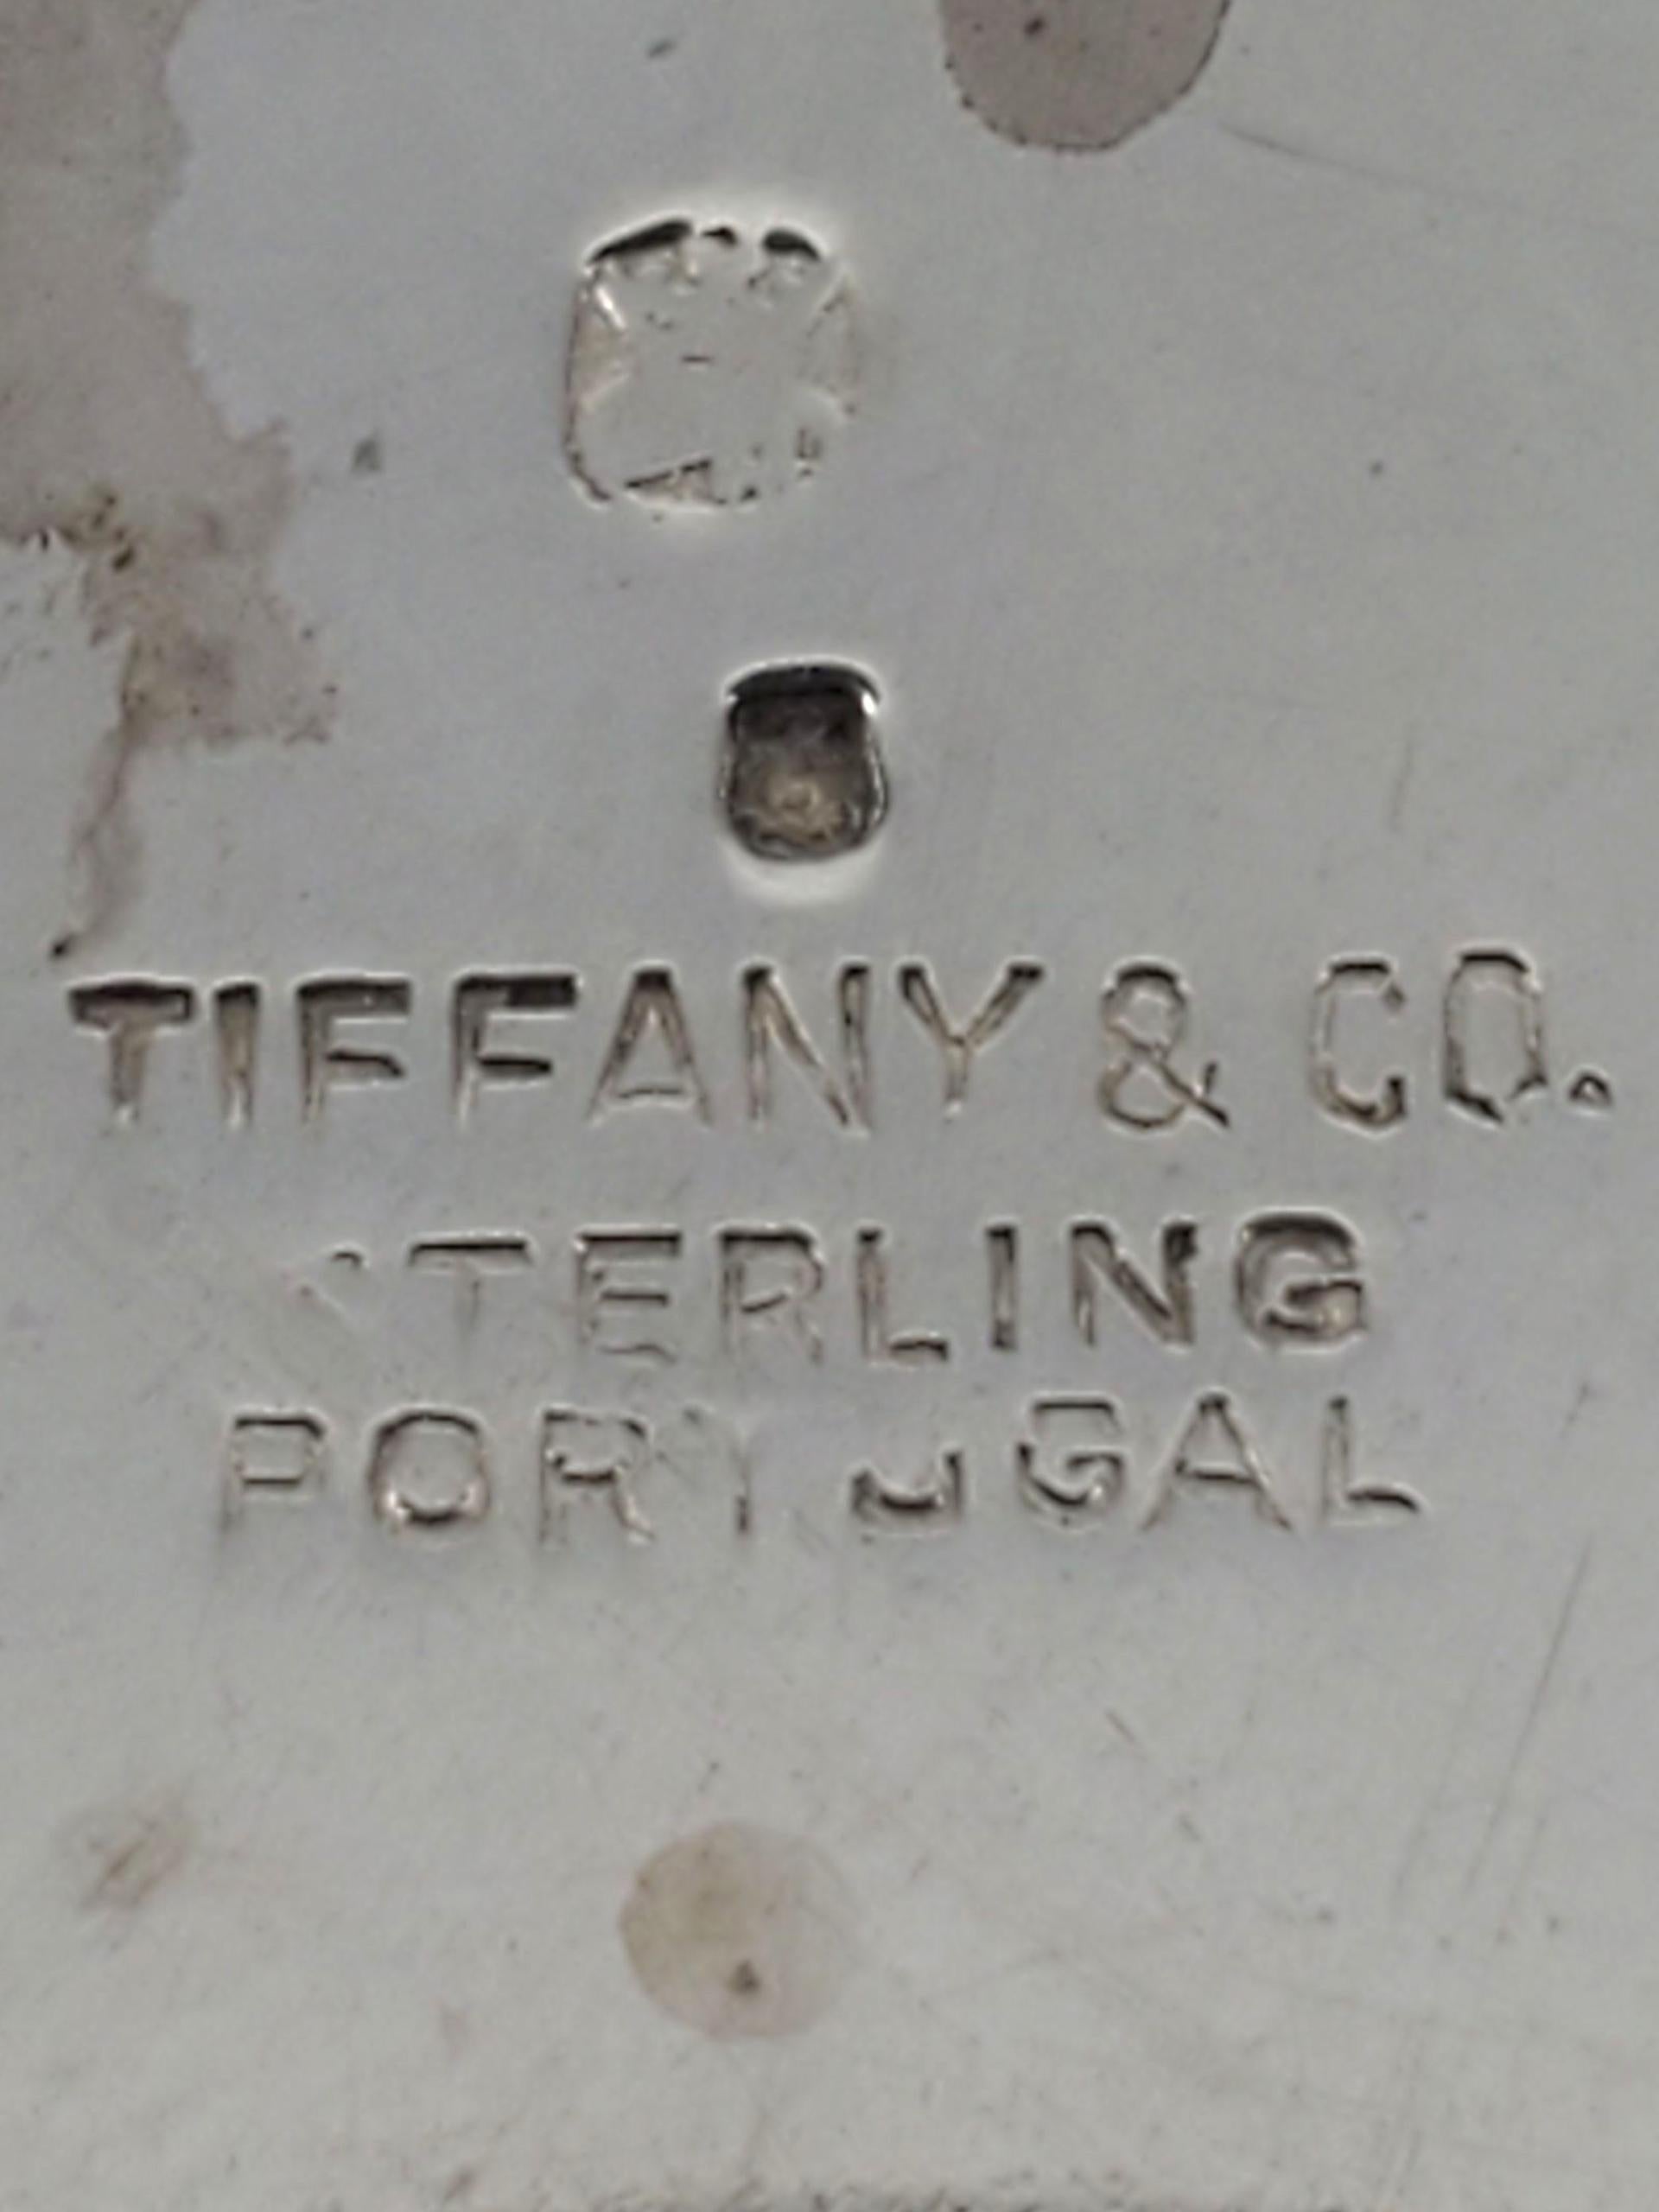 TIFFANY & CO.
STERLING
PORTUGAL